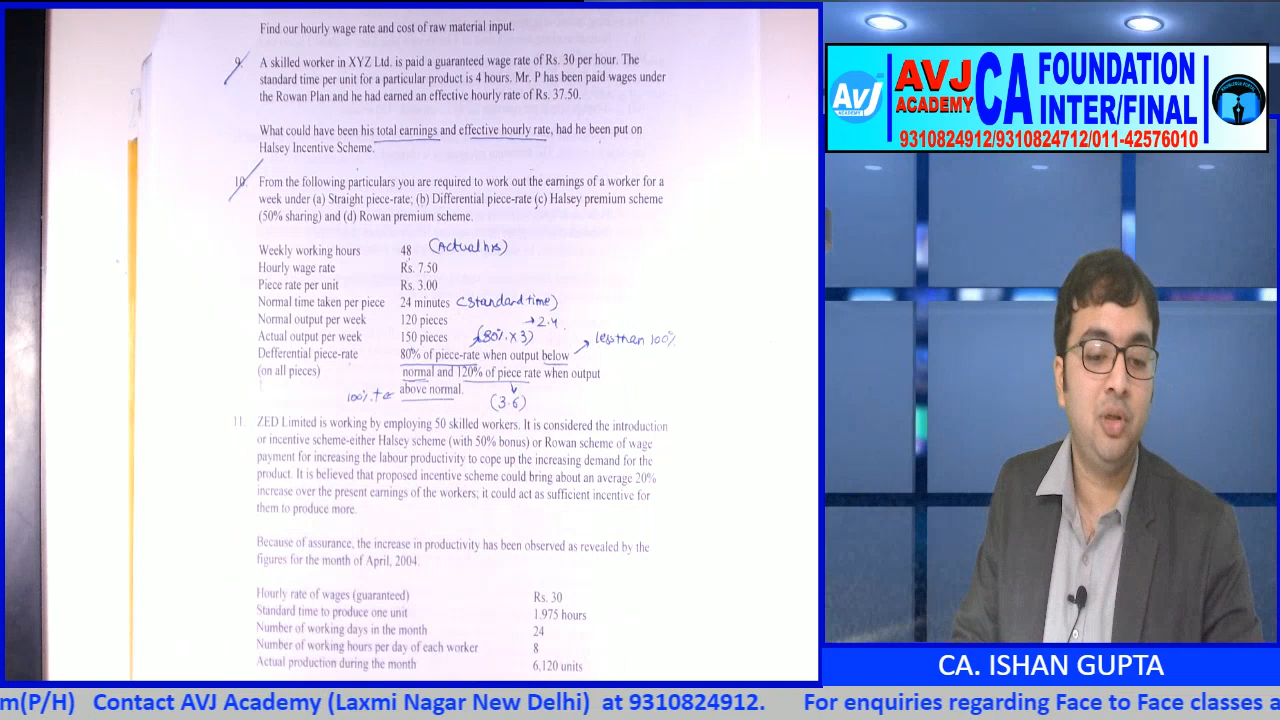 Find our hourly wage rate and cost of raw material input.
9. A skilled worker in XYZ Ltd. is paid a guaranteed wage rate of Rs. 30 per hour. The
standard time per unit for a particular product is 4 hours. Mr. P has been paid wages under
the Rowan Plan and he had earned an effective hourly rate of Rs. 37.50.
What could have been his total earnings and effective hourly rate, had he been put on
Halsey Incentive Scheme.
10. From the following particulars you are required to work out the earnings of a worker for a
week under (a) Straight piece-rate; (b) Differential piece-rate (c) Halsey premium scheme
(50% sharing) and (d) Rowan premium scheme.
Weekly working hours 48 (Actual hrs)
Hourly wage rate Rs. 7.50
Piece rate per unit Rs. 3.00
Normal time taken per piece 24 minutes (Standard time)
Normal output per week 120 pieces → 2.4
Actual output per week 150 pieces (80% x 3) less than 100%
Defferential piece-rate 80% of piece-rate when output below
(on all pieces) normal and 120% of piece rate when output
100% + above normal. (3.6)
11. ZED Limited is working by employing 50 skilled workers. It is considered the introduction
or incentive scheme-either Halsey scheme (with 50% bonus) or Rowan scheme of wage
payment for increasing the labour productivity to cope up the increasing demand for the
product. It is believed that proposed incentive scheme could bring about an average 20%
increase over the present earnings of the workers; it could act as sufficient incentive for
them to produce more.
Because of assurance, the increase in productivity has been observed as revealed by the
figures for the month of April, 2004.
Hourly rate of wages (guaranteed) Rs. 30
Standard time to produce one unit 1.975 hours
Number of working days in the month 24
Number of working hours per day of each worker 8
Actual production during the month 6,120 units
AVJ
ACADEMY
AVJ
ACADEMY
CA
FOUNDATION
INTER/FINAL
9310824912/9310824712/011-42576010
CA. ISHAN GUPTA
m(P/H) Contact AVJ Academy (Laxmi Nagar New Delhi) at 9310824912. For enquiries regarding Face to Face classes a